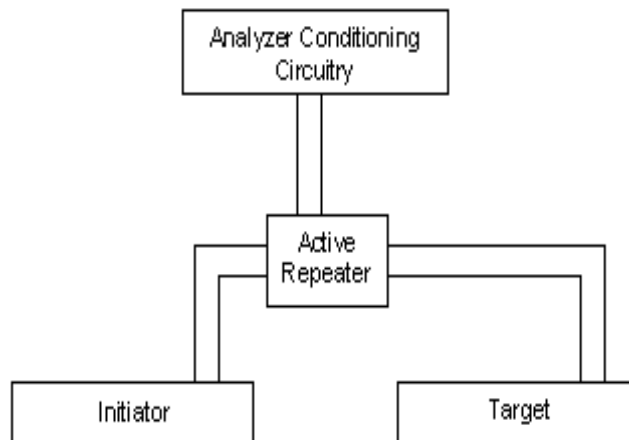 Analyzer Conditioning
Circuitry
Active
Repeater
Initiator
Target